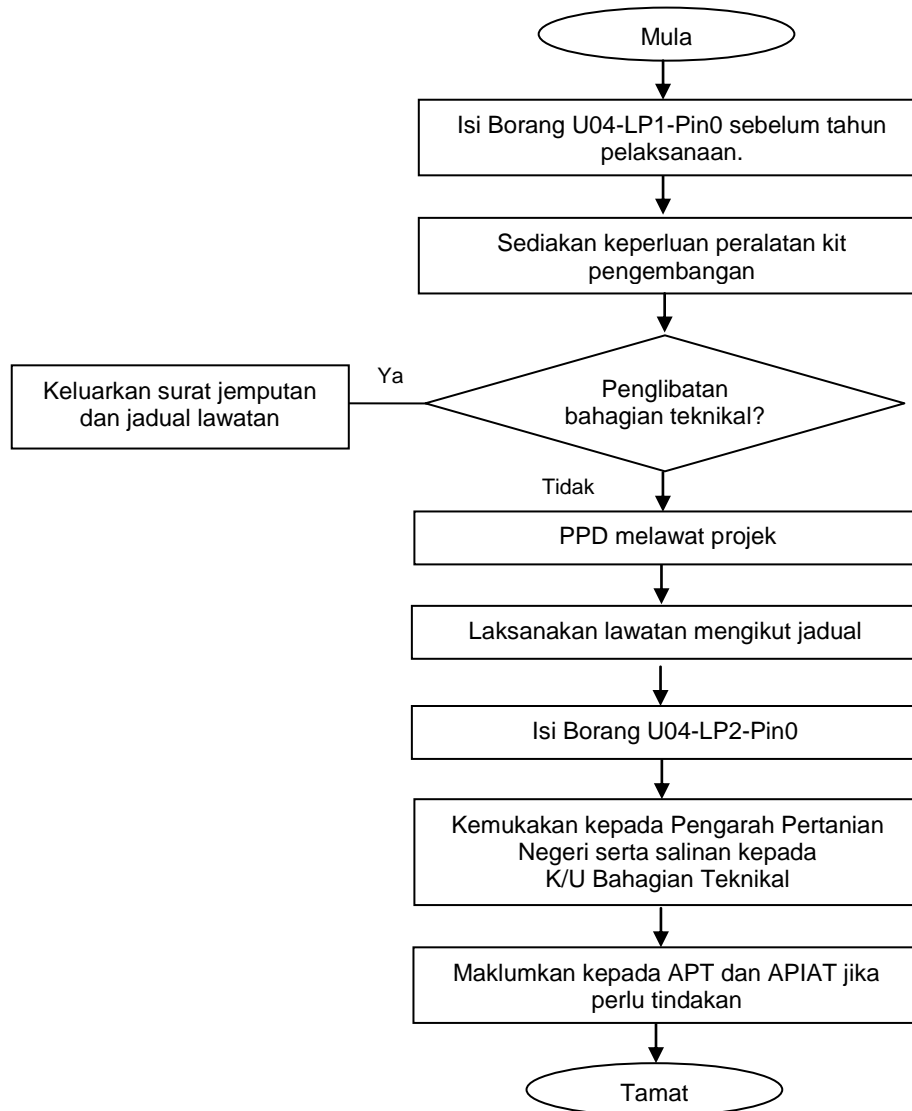 Mula
Isi Borang U04-LP1-Pin0 sebelum tahun
pelaksanaan.
Sediakan keperluan peralatan kit
pengembangan
Keluarkan surat jemputan
dan jadual lawatan
Ya
Penglibatan
bahagian teknikal?
Tidak
PPD melawat projek
Laksanakan lawatan mengikut jadual
Isi Borang U04-LP2-Pin0
Kemukakan kepada Pengarah Pertanian
Negeri serta salinan kepada
K/U Bahagian Teknikal
Maklumkan kepada APT dan APIAT jika
perlu tindakan
Tamat